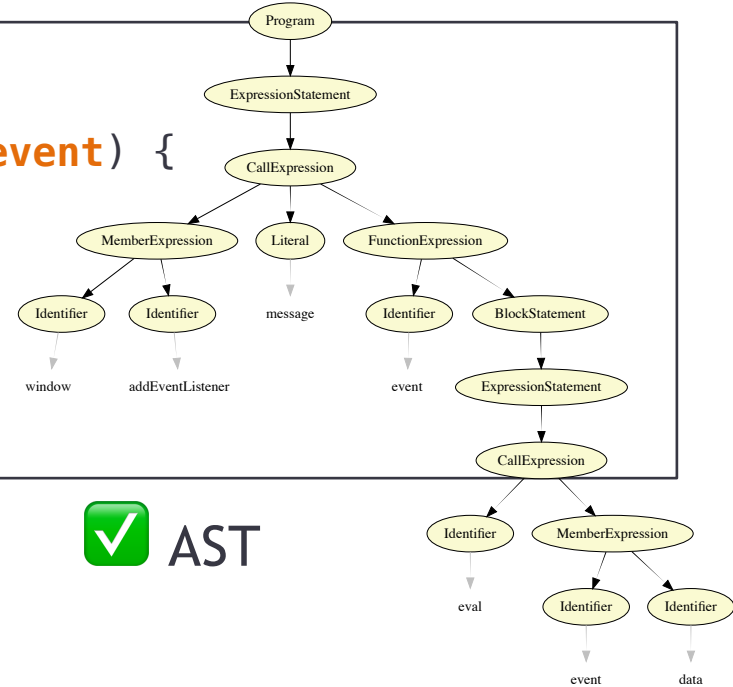 Program
ExpressionStatement
event) {
CallExpression
MemberExpression
Literal
FunctionExpression
Identifier
Identifier
message
Identifier
BlockStatement
window
addEventListener
event
ExpressionStatement
CallExpression
AST
Identifier
MemberExpression
eval
Identifier
Identifier
event
data